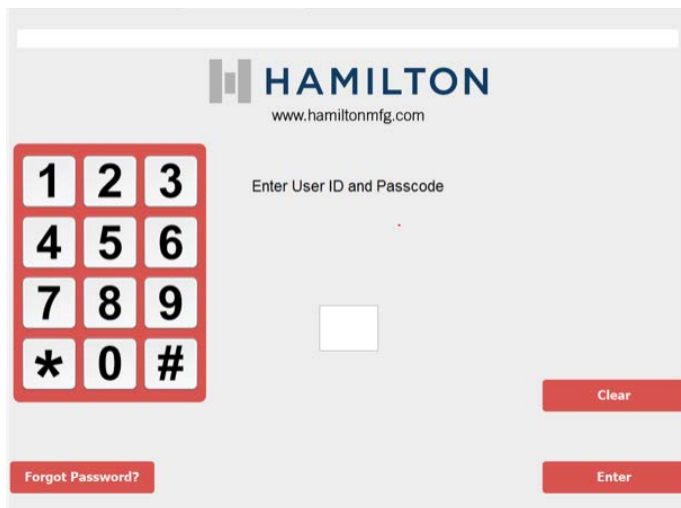 HAMILTON
www.hamiltonmfg.com
1 2 3
Enter User ID and Passcode
4 5 6
7 8 9
* 0 #
Clear
Forgot Password?
Enter